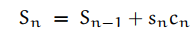 Sₙ = Sₙ₋₁ + sₙcₙ